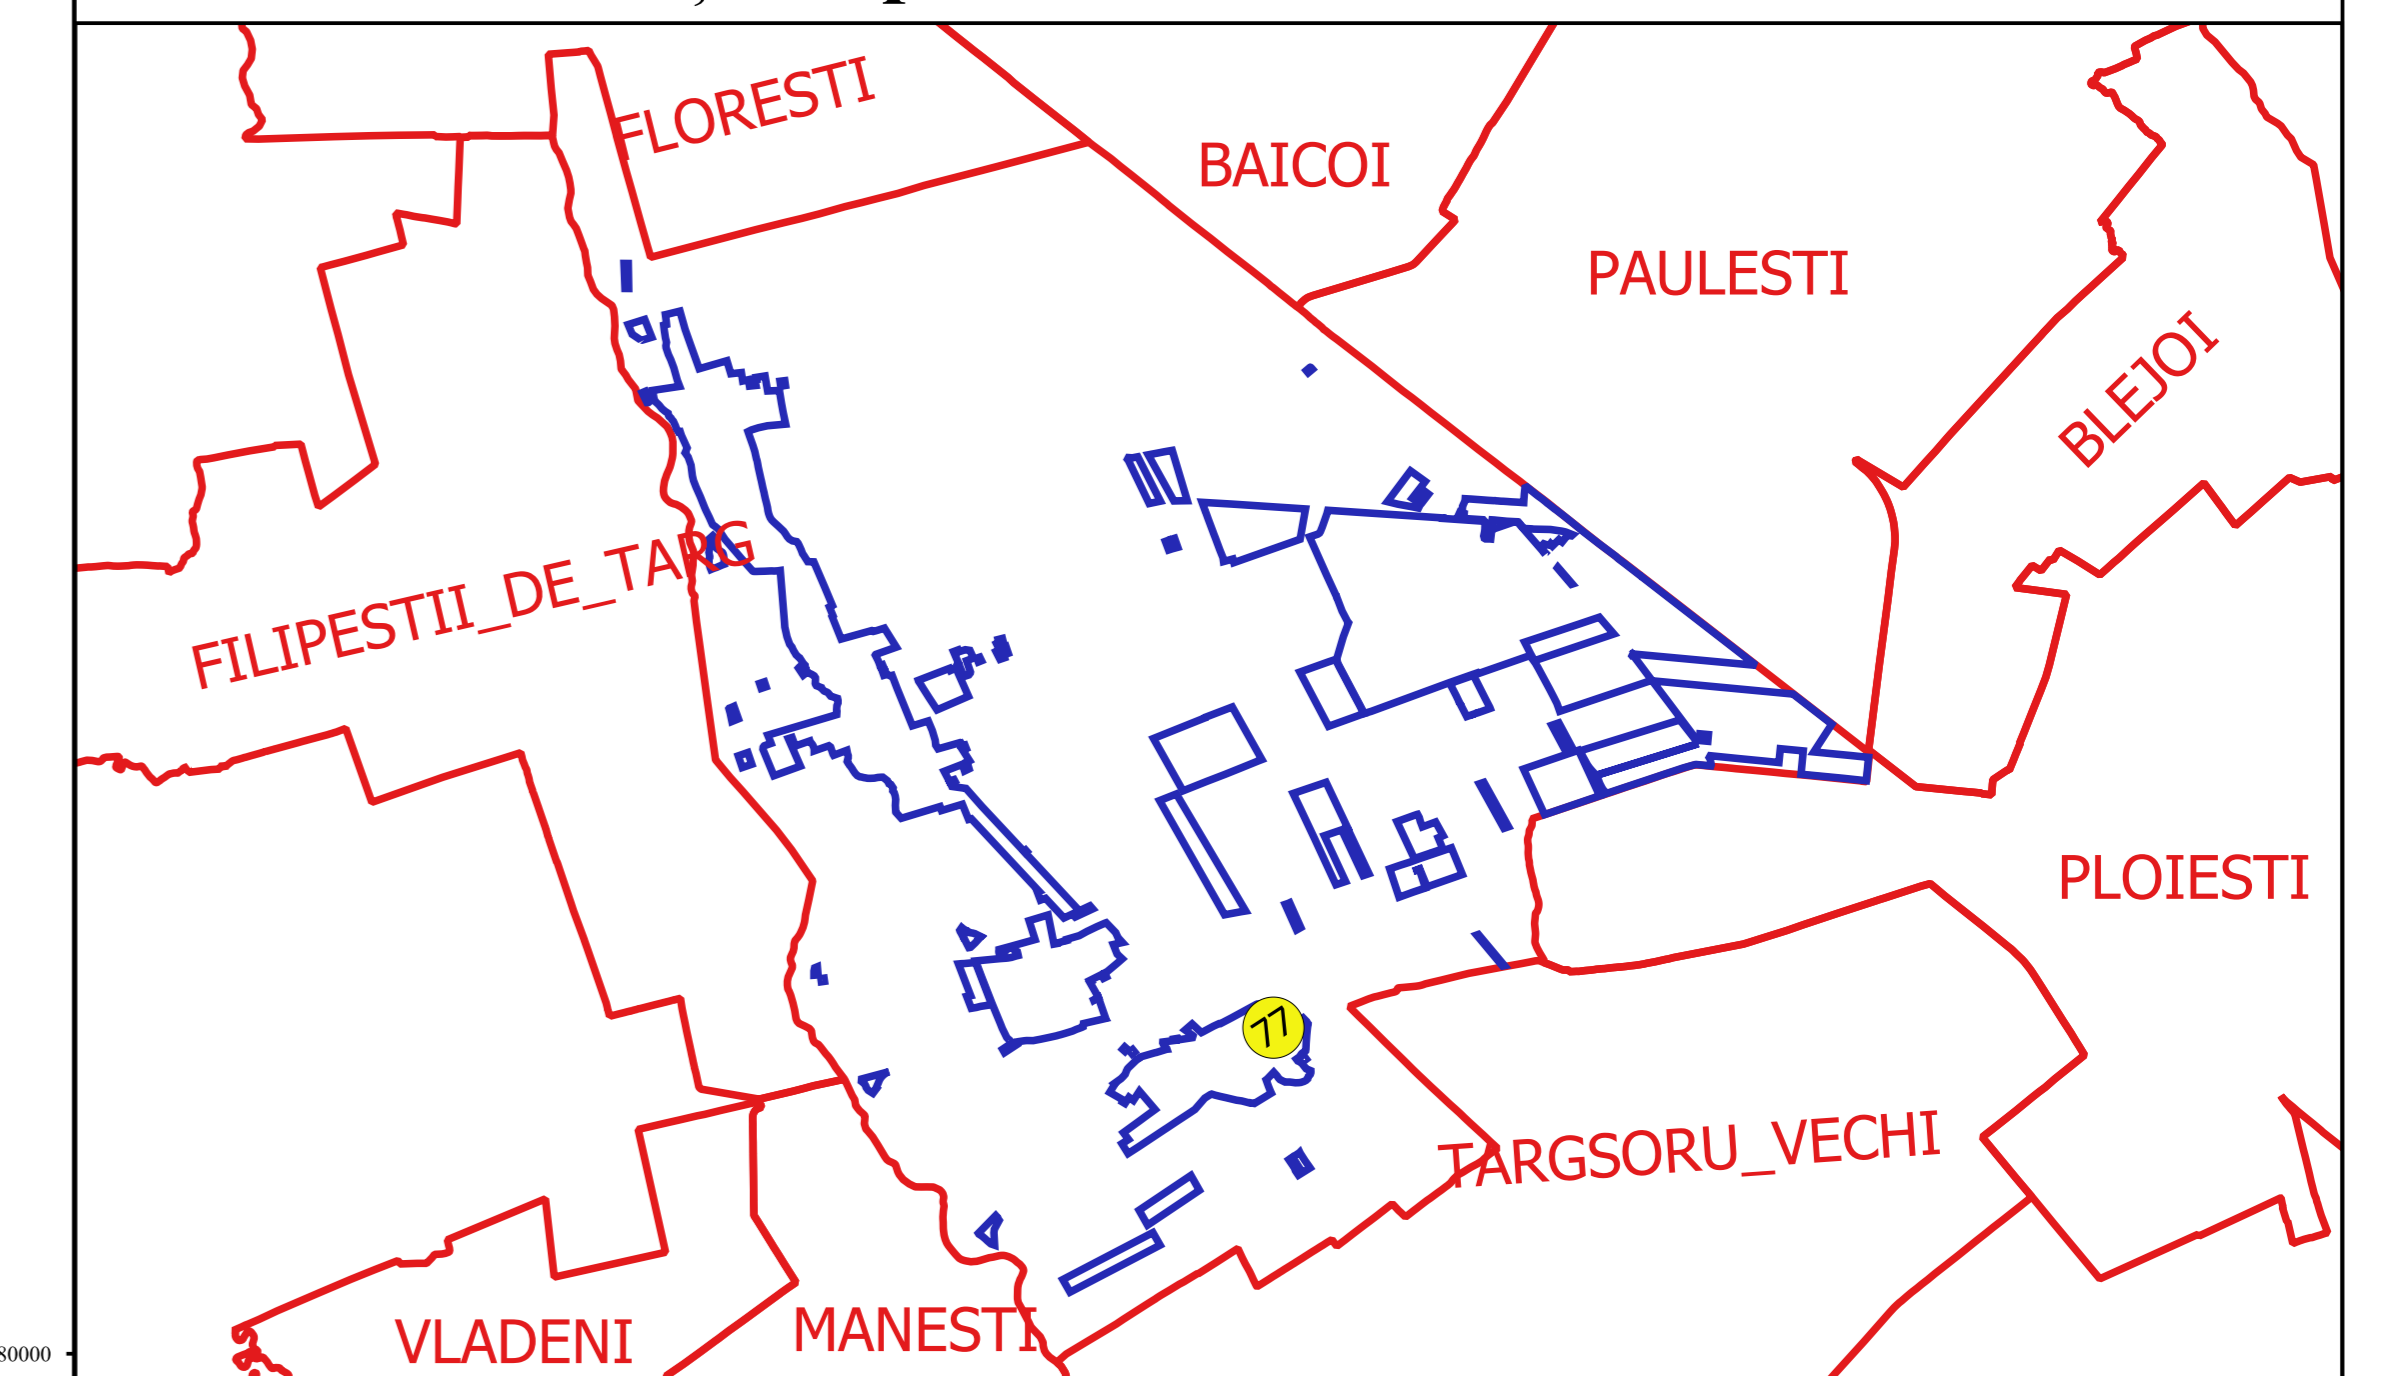 FLORESTI
BAICOI
PAULESTI
BLEJOI
FILIPESTII_DE_TARG
PLOIESTI
77
TARGSORU_VECHI
MANESTI
VLADENI
80000